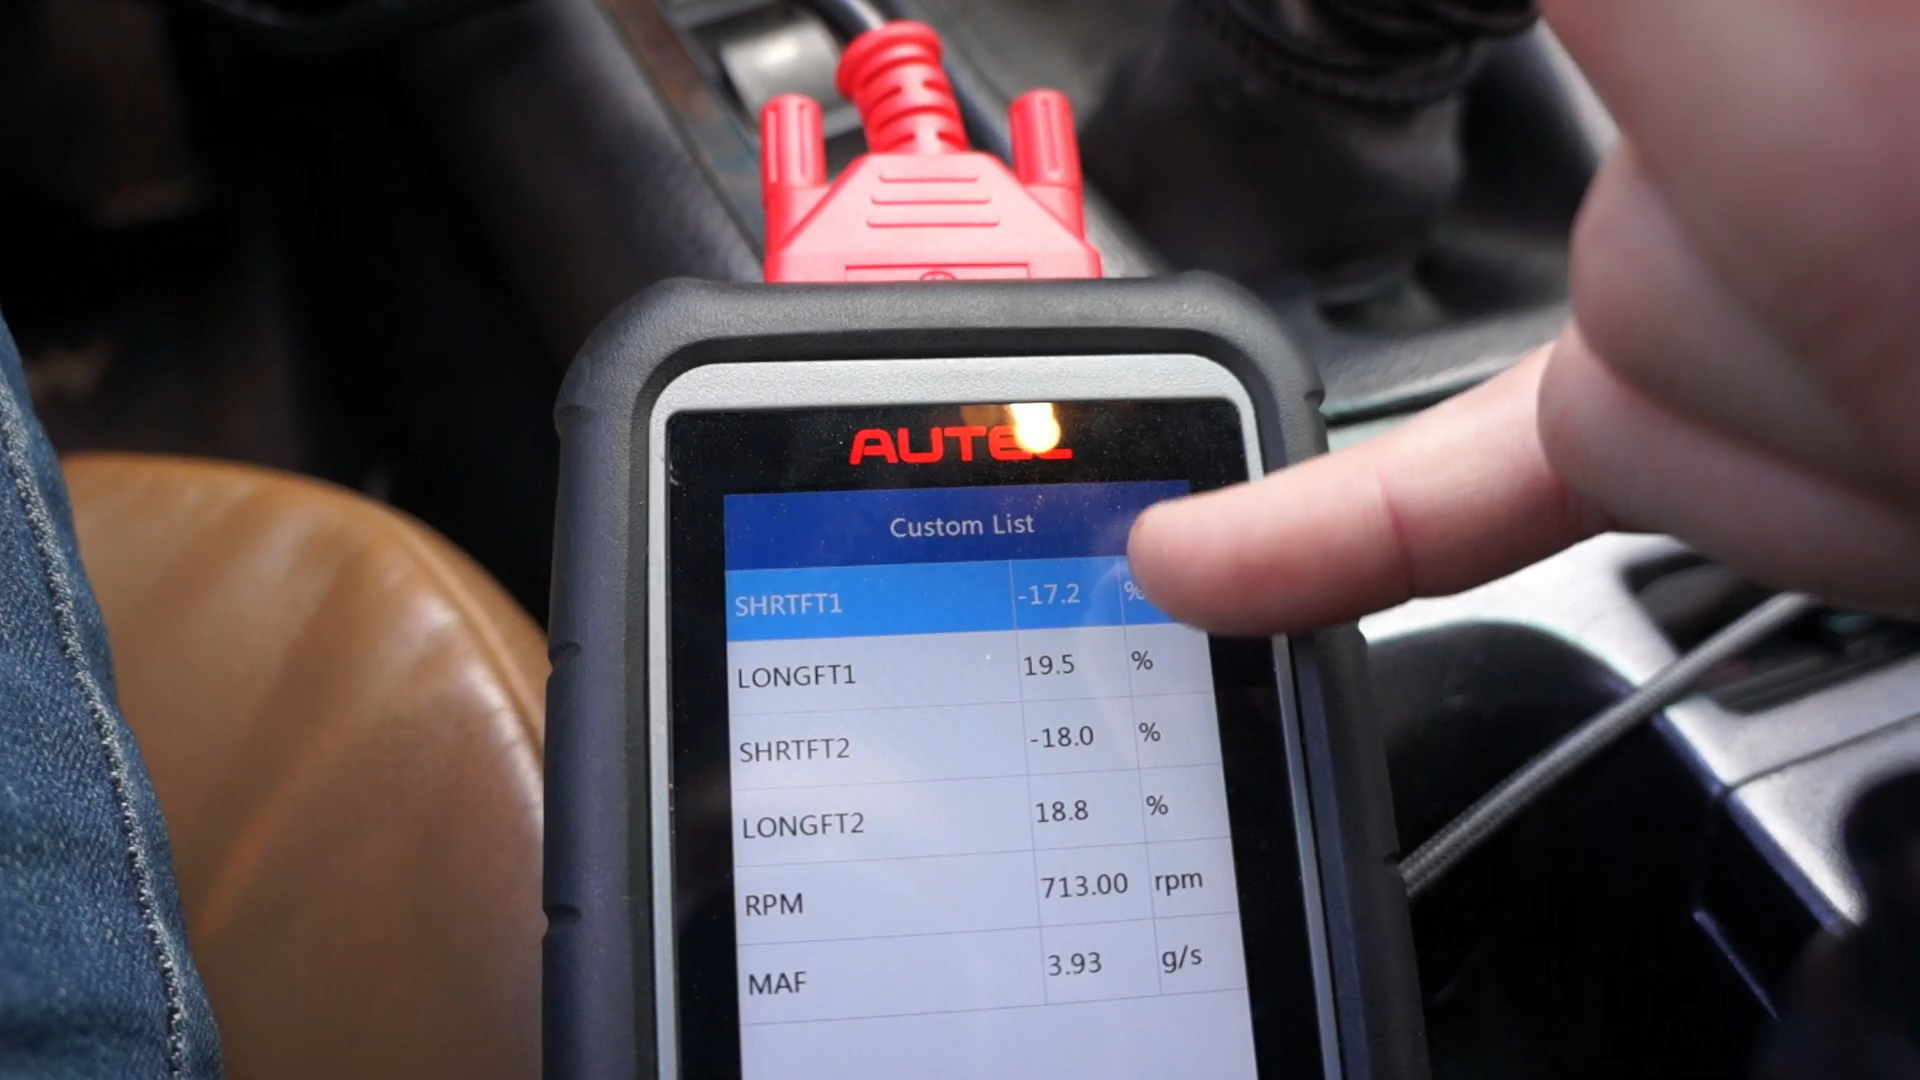 AUTEL
Custom List
SHRTFT1 -17.2 %
LONGFT1 19.5 %
SHRTFT2 -18.0 %
LONGFT2 18.8 %
RPM 713.00 rpm
MAF 3.93 g/s